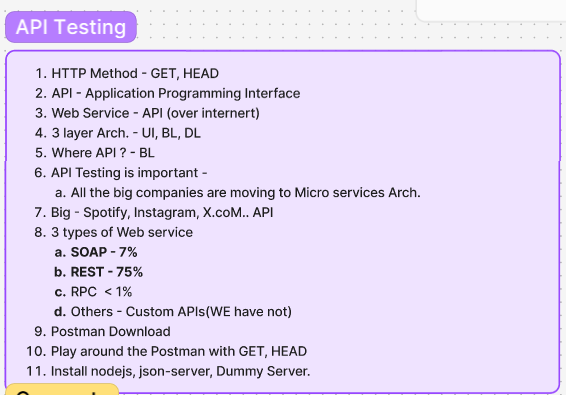 API Testing
1. HTTP Method - GET, HEAD
2. API - Application Programming Interface
3. Web Service - API (over internert)
4. 3 layer Arch. - UI, BL, DL
5. Where API ? - BL
6. API Testing is important -
a. All the big companies are moving to Micro services Arch.
7. Big - Spotify, Instagram, X.coM.. API
8. 3 types of Web service
a. SOAP - 7%
b. REST - 75%
c. RPC < 1%
d. Others - Custom APIs(WE have not)
9. Postman Download
10. Play around the Postman with GET, HEAD
11. Install nodejs, json-server, Dummy Server.